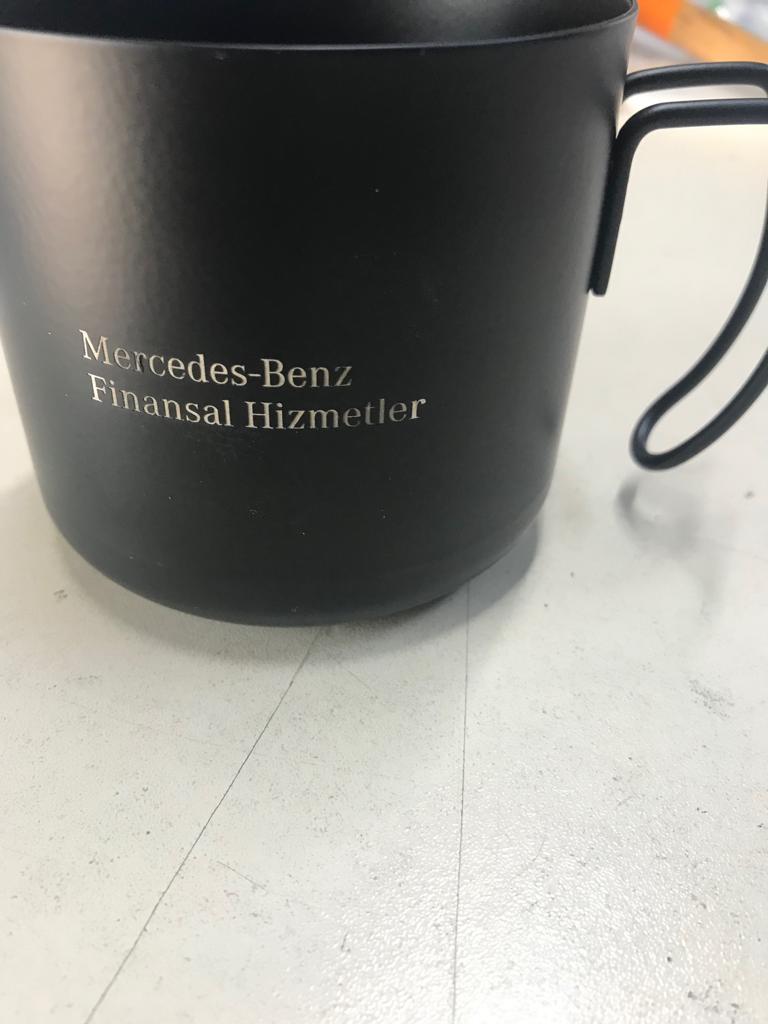 Mercedes-Benz
Finansal Hizmetler